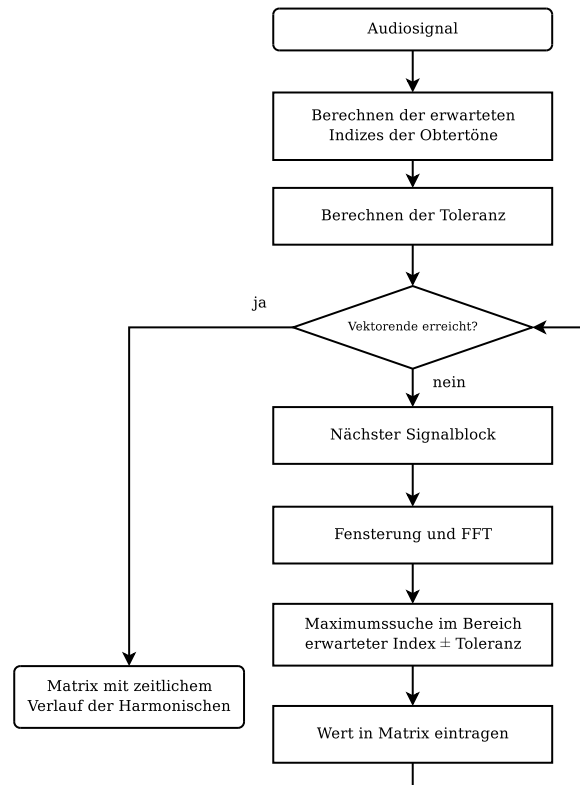 Audiosignal
Berechnen der erwarteten
Indizes der Obtertöne
Berechnen der Toleranz
ja
Vektorende erreicht?
nein
Nächster Signalblock
Fensterung und FFT
Maximumssuche im Bereich
erwarteter Index ± Toleranz
Matrix mit zeitlichem
Verlauf der Harmonischen
Wert in Matrix eintragen